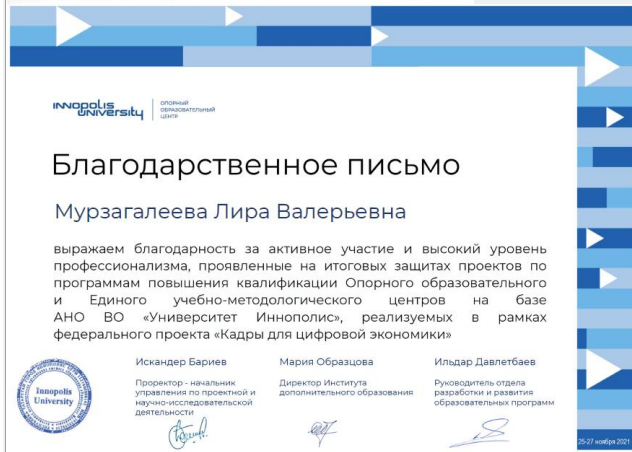 INNOPOLIS UNIVERSITY
ОПОРНЫЙ
ОБРАЗОВАТЕЛЬНЫЙ
ЦЕНТР
Благодарственное письмо
Мурзагалеева Лира Валерьевна
выражаем благодарность за активное участие и высокий уровень
профессионализма, проявленные на итоговых защитах проектов по
программам повышения квалификации Опорного образовательного
и Единого учебно-методологического центров на базе
АНО ВО «Университет Иннополис», реализуемых в рамках
федерального проекта «Кадры для цифровой экономики»
Искандер Бариев
Проректор - начальник
управления по проектной и
научно-исследовательской
деятельности
Мария Образцова
Директор Института
дополнительного образования
Ильдар Давлетбаев
Руководитель отдела
разработки и развития
образовательных программ
Innopolis
University
25-27 ноября 2021